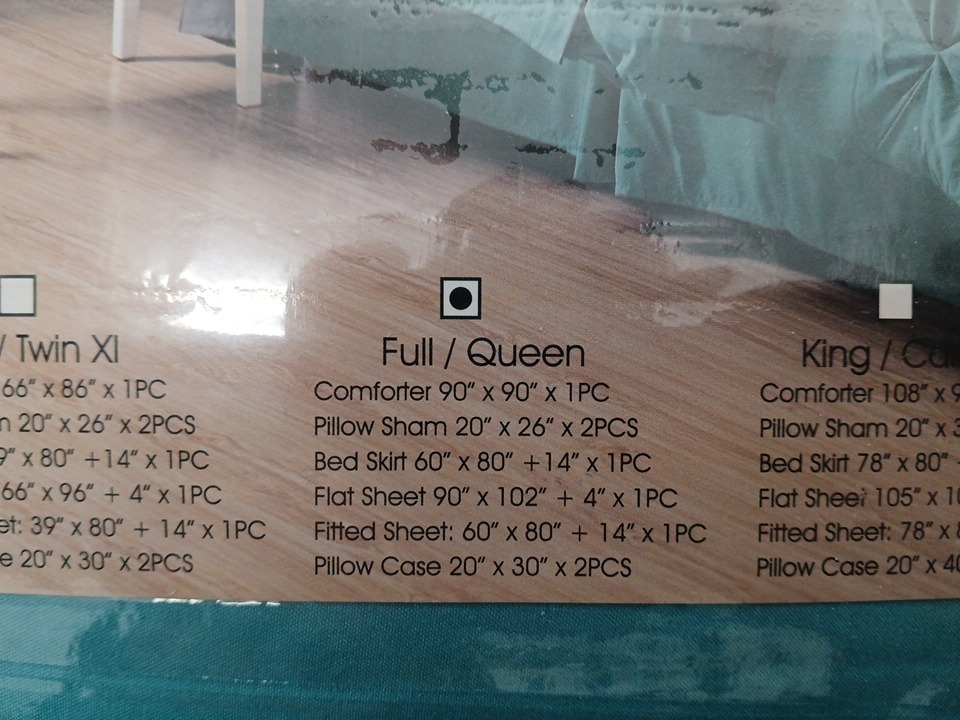 / Twin Xl
66" x 86" x 1PC
20" x 26" x 2PCS
x 80" +14" x 1PC
66" x 96" + 4" x 1PC
39" x 80" + 14" x 1PC
20" x 30" x 2PCS
Full / Queen
Comforter 90" x 90" x 1PC
Pillow Sham 20" x 26" x 2PCS
Bed Skirt 60" x 80" +14" x 1PC
Flat Sheet 90" x 102" + 4" x 1PC
Fitted Sheet: 60" x 80" + 14" x 1PC
Pillow Case 20" x 30" x 2PCS
King /
Comforter 108" x
Pillow Sham 20" x
Bed Skirt 78" x 80"
Flat Sheet 105" x
Fitted Sheet: 78" x
Pillow Case 20" x